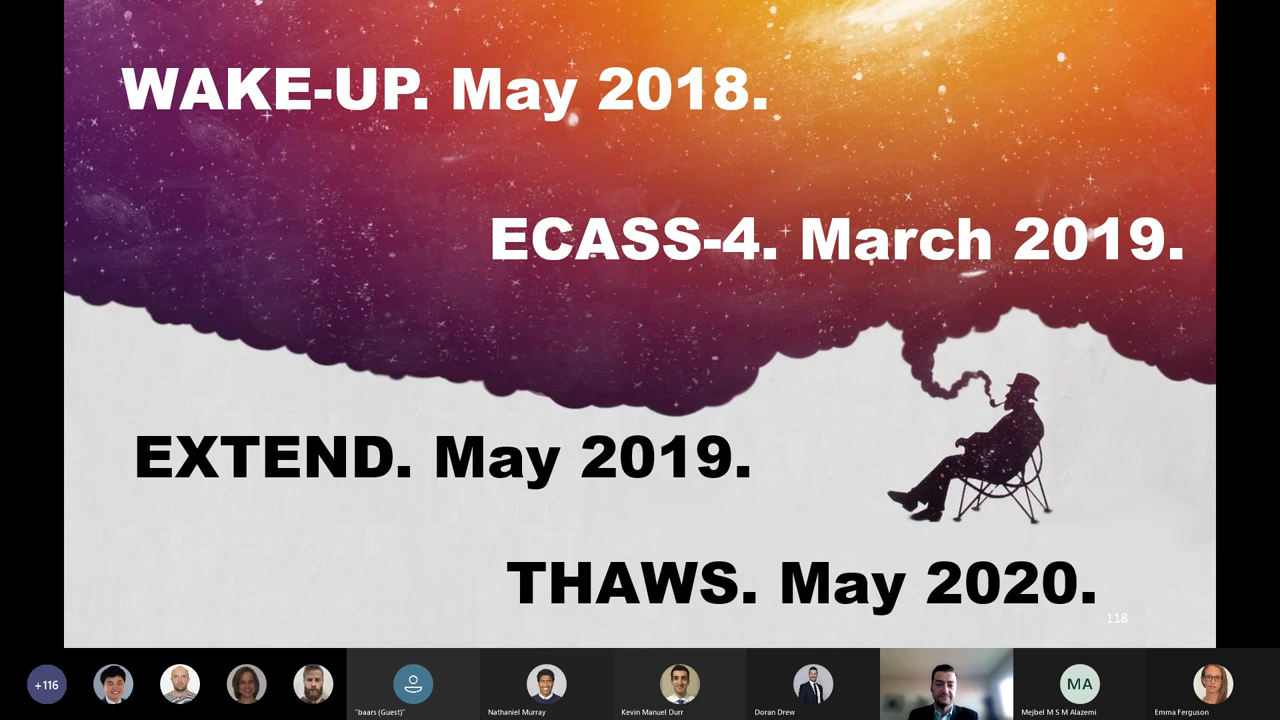 WAKE-UP. May 2018.
ECASS-4. March 2019.
EXTEND. May 2019.
THAWS. May 2020.
118
+116
"baars (Guest)"
Nathaniel Murray
Kevin Manuel Durr
Doran Drew
MA
Mejbel M S M Alazemi
Emma Ferguson